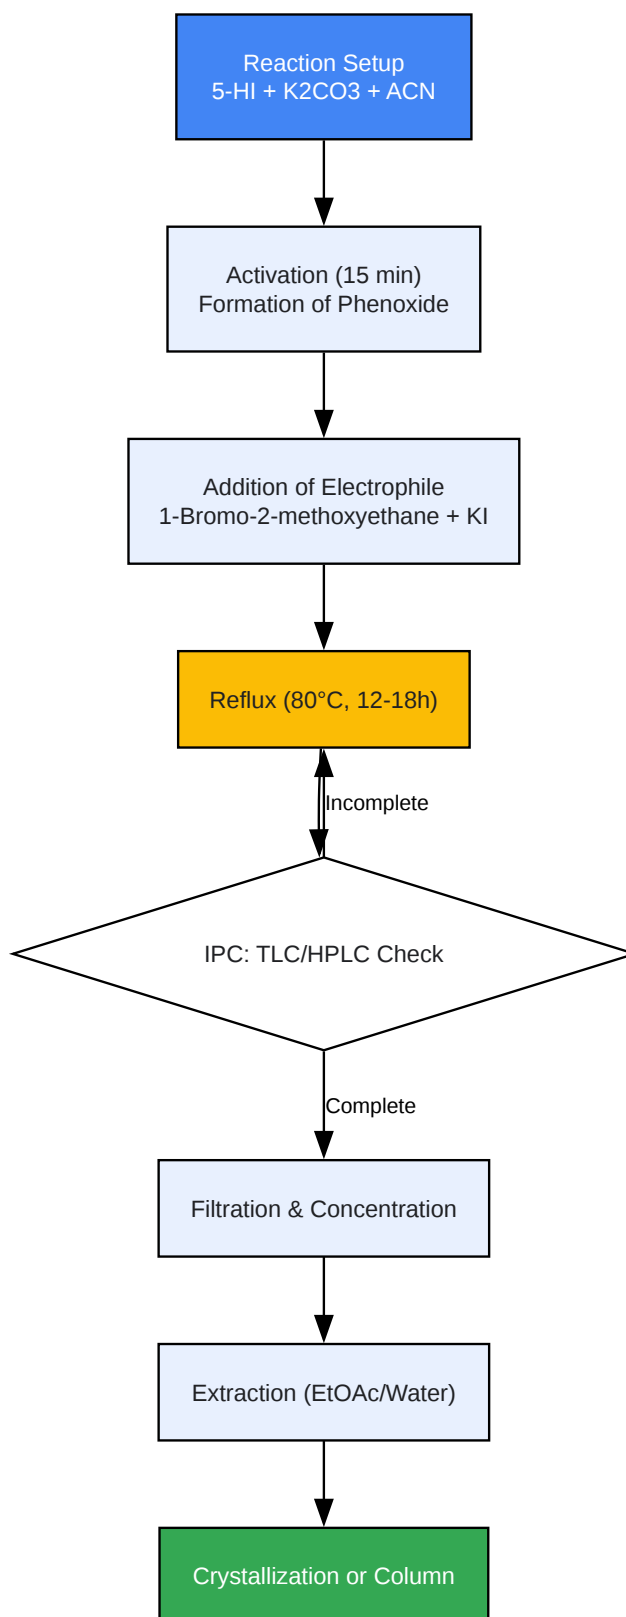 Reaction Setup
5-HI + K2CO3 + ACN
Activation (15 min)
Formation of Phenoxide
Addition of Electrophile
1-Bromo-2-methoxyethane + KI
Reflux (80°C, 12-18h)
Incomplete
IPC: TLC/HPLC Check
Complete
Filtration & Concentration
Extraction (EtOAc/Water)
Crystallization or Column